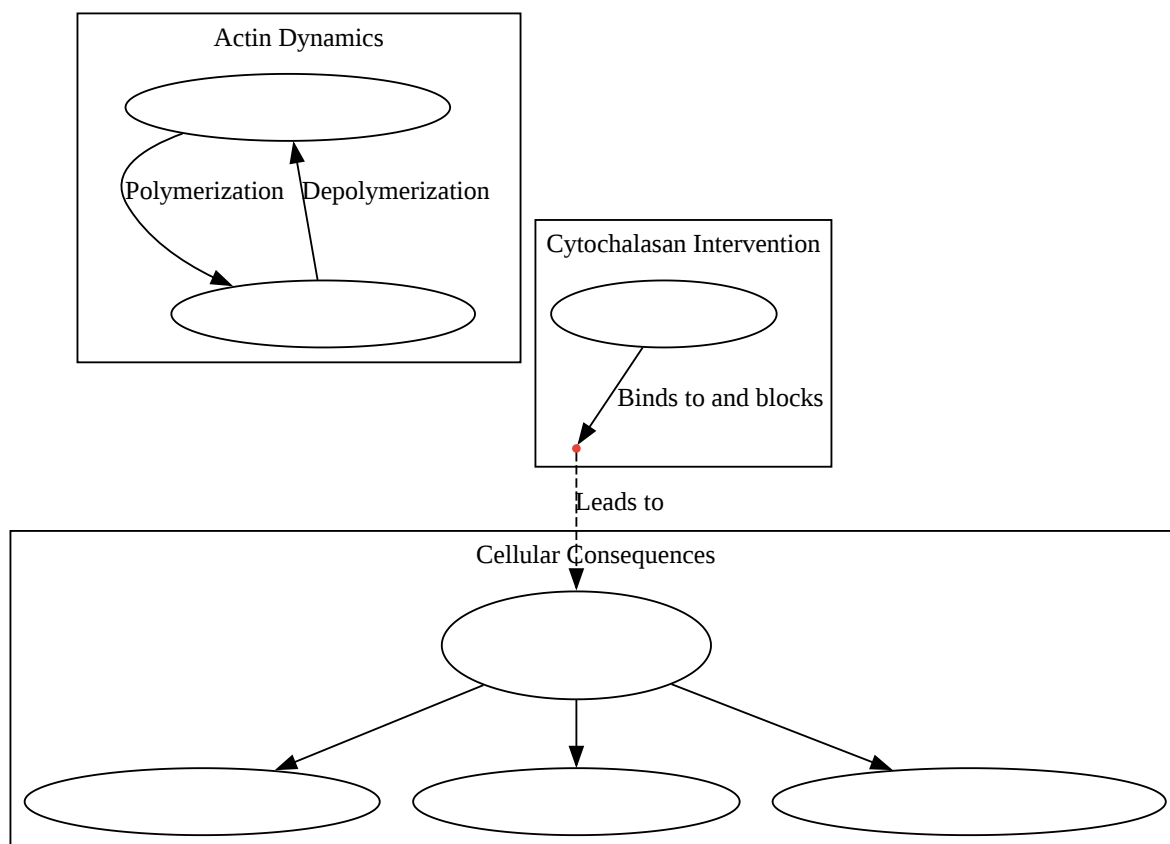 Actin Dynamics
Polymerization
Depolymerization
Cytochalasan Intervention
Binds to and blocks
Leads to
Cellular Consequences